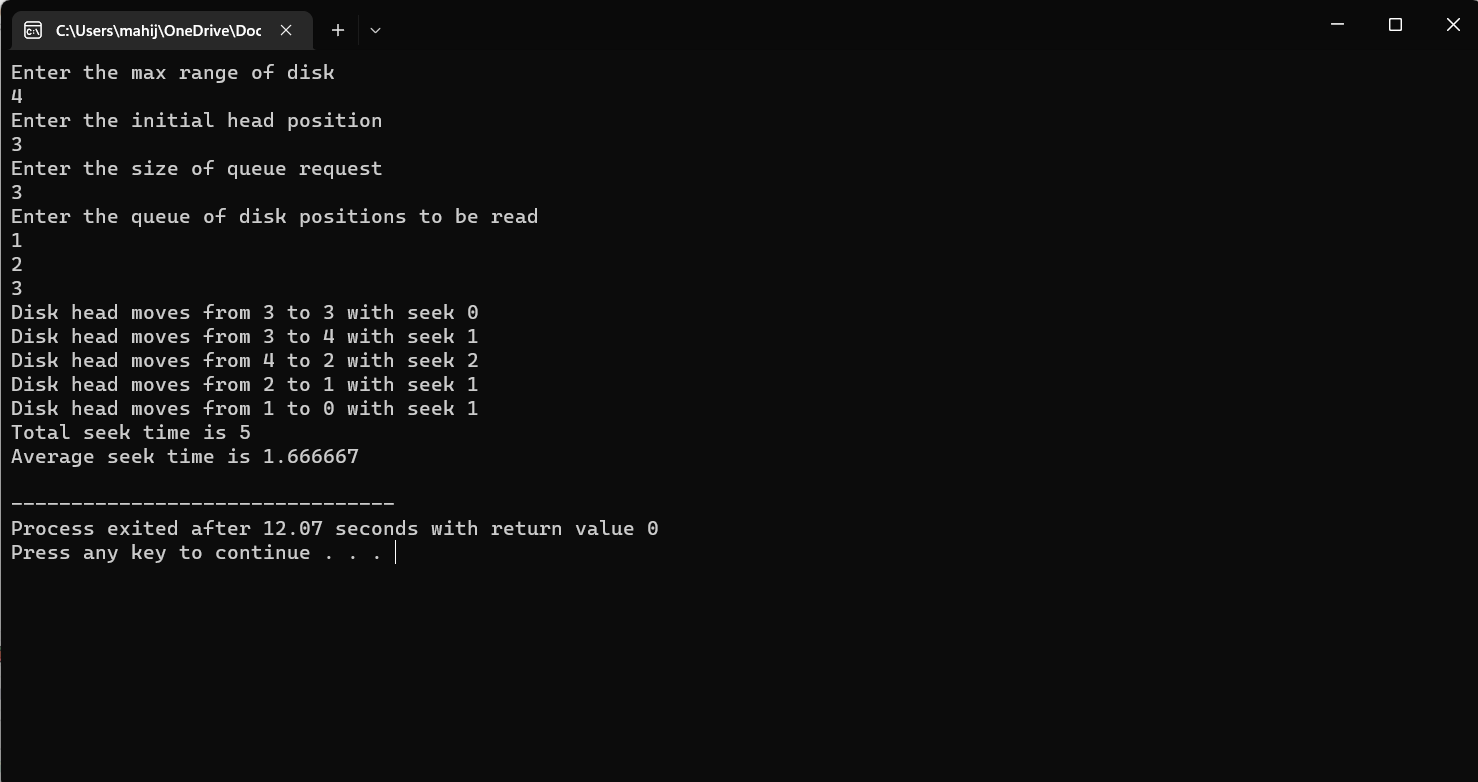 C:\Users\mahij\OneDrive\Doc
Enter the max range of disk
4
Enter the initial head position
3
Enter the size of queue request
3
Enter the queue of disk positions to be read
1
2
3
Disk head moves from 3 to 3 with seek 0
Disk head moves from 3 to 4 with seek 1
Disk head moves from 4 to 2 with seek 2
Disk head moves from 2 to 1 with seek 1
Disk head moves from 1 to 0 with seek 1
Total seek time is 5
Average seek time is 1.666667
--------------------------------
Process exited after 12.07 seconds with return value 0
Press any key to continue . . .